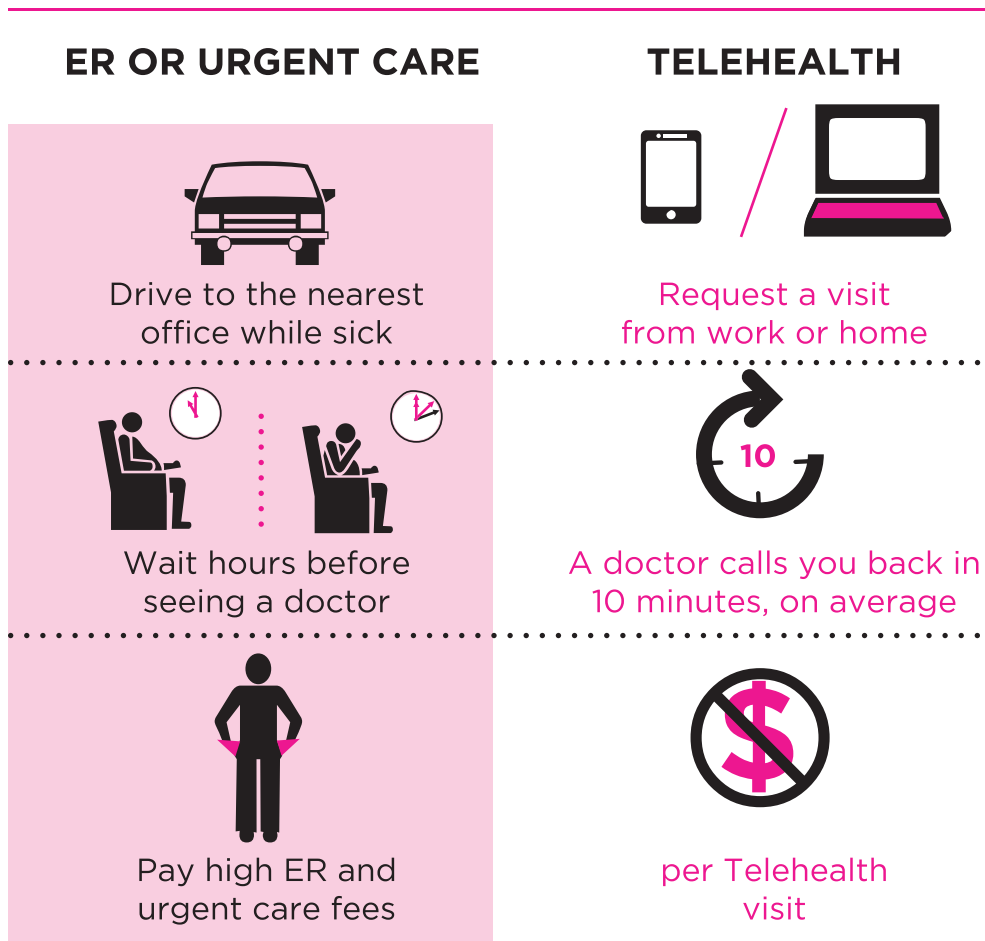 ER OR URGENT CARE
TELEHEALTH
Drive to the nearest
office while sick
Request a visit
from work or home
Wait hours before
seeing a doctor
10
A doctor calls you back in
10 minutes, on average
Pay high ER and
urgent care fees
$
per Telehealth
visit